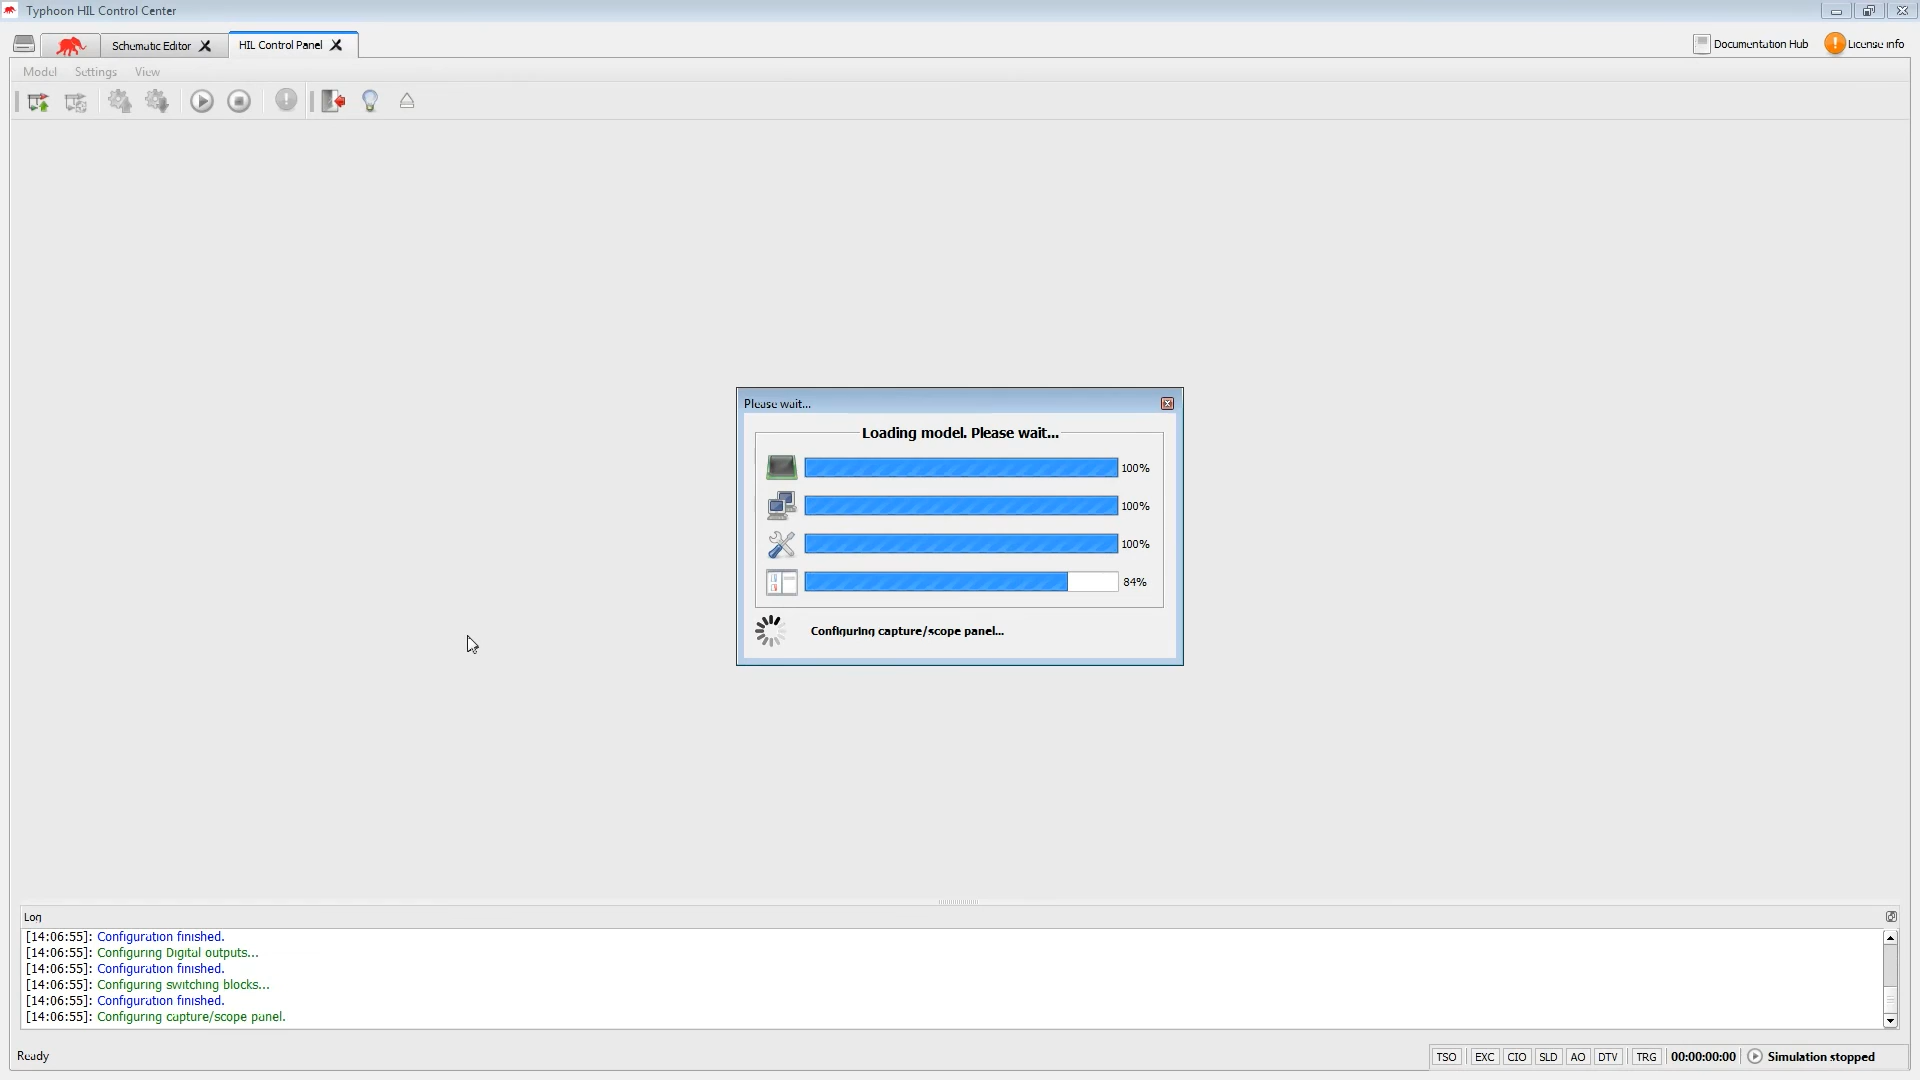 Typhoon HIL Control Center
Schematic Editor
HIL Control Panel
Documentation Hub
License info
Model Settings View
Please wait...
Loading model. Please wait...
100%
100%
100%
84%
Configuring capture/scope panel...
Log
[14:06:55]: Configuration finished.
[14:06:55]: Configuring Digital outputs...
[14:06:55]: Configuration finished.
[14:06:55]: Configuring switching blocks...
[14:06:55]: Configuration finished.
[14:06:55]: Configuring capture/scope panel.
Ready
TSO EXC CIO SLD AO DTV TRG 00:00:00:00 Simulation stopped